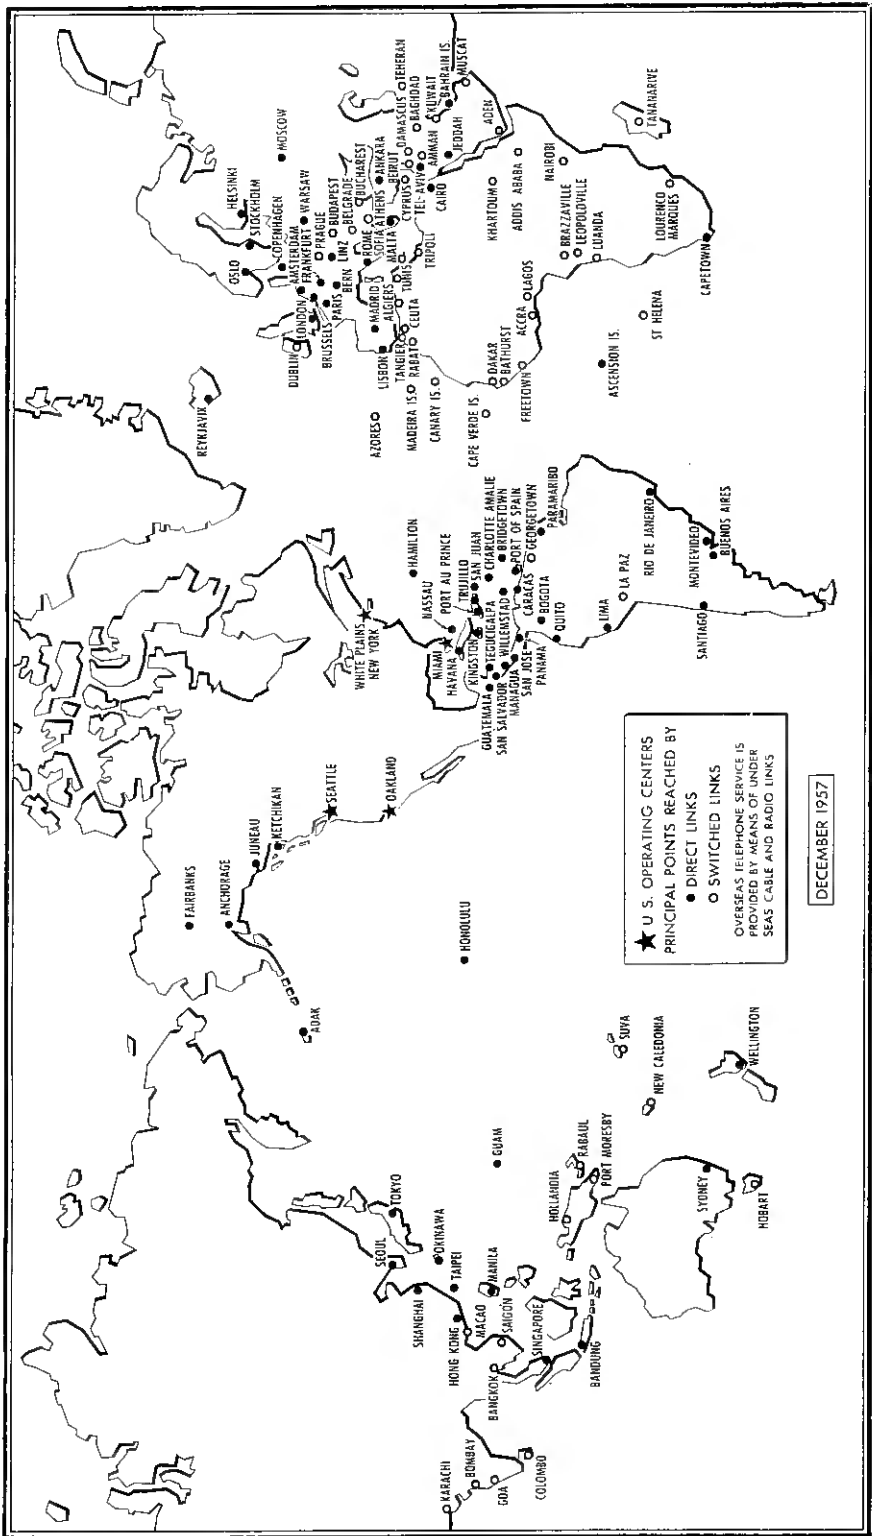 KARACHI
BOMBAY
GOA
COLOMBO
BANGKOK
HONG KONG
MACAO
SAIGON
SINGAPORE
BANDUNG
SHANGHAI
SEOUL
TAIPEI
OKINAWA
MANILA
TOKYO
HOLLANDIA
RABAUL
PORT MORESBY
GUAM
SYDNEY
HOBART
NEW CALEDONIA
SUVA
WELLINGTON
ADAK
HONOLULU
FAIRBANKS
ANCHORAGE
JUNEAU
KETCHIKAN
SEATTLE
OAKLAND
WHITE PLAINS
NEW YORK
MIAMI
HAVANA
NASSAU
PORT AU PRINCE
HAMILTON
KINGSTON
TRUJILLO
SAN JUAN
CHARLOTTE AMALIE
BRIDGETOWN
PORT OF SPAIN
GEORGETOWN
PARAMARIBO
GUATEMALA
SAN SALVADOR
TEGUCIGALPA
MANAGUA
WILLEMSTAD
SAN JOSE
PANAMA
CARACAS
BOGOTA
QUITO
LIMA
LA PAZ
RIO DE JANEIRO
MONTEVIDEO
BUENOS AIRES
SANTIAGO
REYKJAVIX
OSLO
HELSINKI
STOCKHOLM
COPENHAGEN
MOSCOW
AMSTERDAM
FRANKFURT
WARSAW
PRAGUE
DUBLIN
LONDON
BRUSSELS
PARIS
BERN
LINZ
BUDAPEST
BELGRADE
BUCHAREST
ROME
SOFIA
ATHENS
ANKARA
LISBON
MADRID
ALGIERS
TUNIS
MALTA
CYPRUS
BEIRUT
DAMASCUS
TEHERAN
TANGIER
RABAT
CEUTA
TRIPOLI
TEL-AVIV
CAIRO
AMMAN
BAGHDAD
KUWAIT
BAHRAIN IS.
MUSCAT
JEDDAH
ADEN
AZORES
MADEIRA IS.
CANARY IS.
CAPE VERDE IS.
DAKAR
BATHURST
FREETOWN
ACCRA
LAGOS
KHARTOUM
ADDIS ABABA
NAIROBI
BRAZZAVILLE
LEOPOLDVILLE
LUANDA
ASCENSION IS.
ST HELENA
TANANARIVE
LOURENCO
MARQUES
CAPETOWN
U. S. OPERATING CENTERS
PRINCIPAL POINTS REACHED BY
DIRECT LINKS
SWITCHED LINKS
OVERSEAS TELEPHONE SERVICE IS
PROVIDED BY MEANS OF UNDER
SEAS CABLE AND RADIO LINKS
DECEMBER 1957